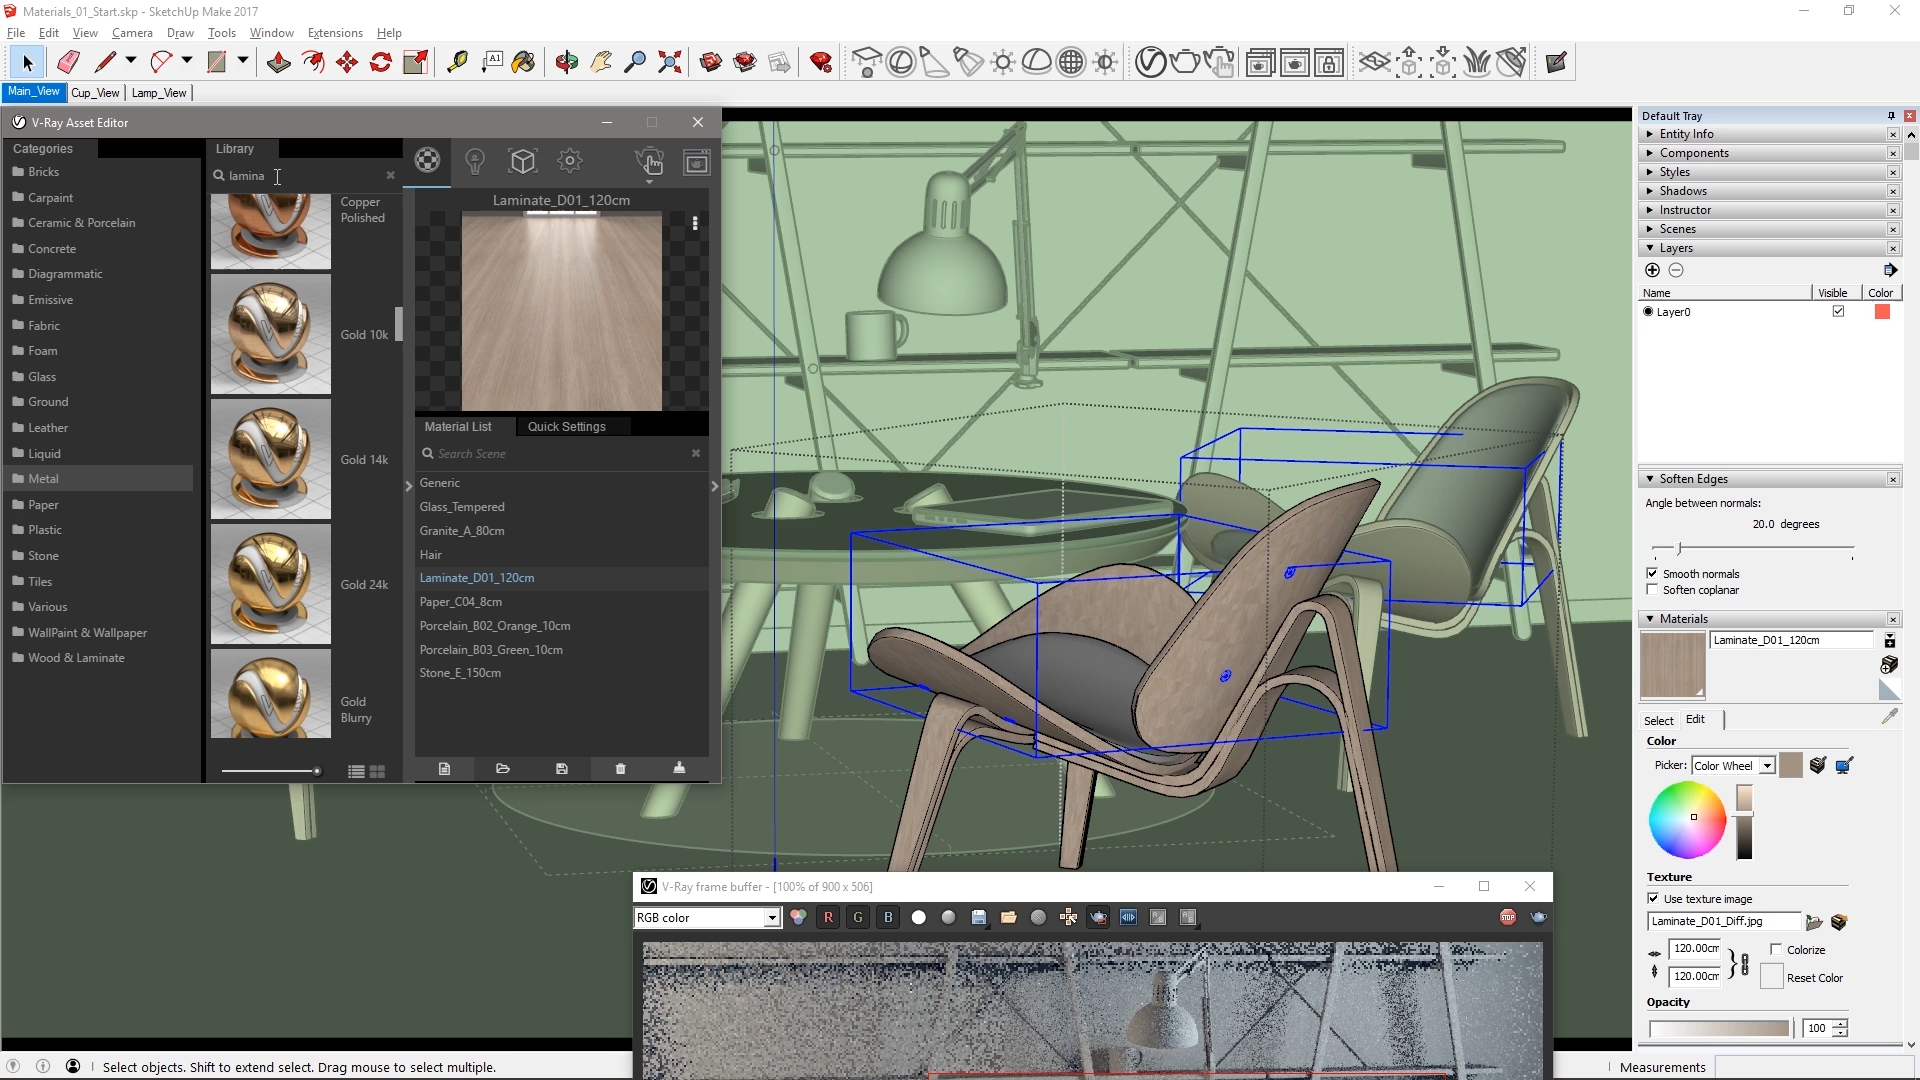 Materials_01_Start.skp - SketchUp Make 2017
File Edit View Camera Draw Tools Window Extensions Help
A1
Main_View Cup_View Lamp_View
V-Ray Asset Editor
Categories
Bricks
Carpaint
Ceramic & Porcelain
Concrete
Diagrammatic
Emissive
Fabric
Foam
Glass
Ground
Leather
Liquid
Metal
Paper
Plastic
Stone
Tiles
Various
WallPaint & Wallpaper
Wood & Laminate
Library
lamina
Copper
Polished
Gold 10k
Gold 14k
Gold 24k
Gold
Blurry
Laminate_D01_120cm
Material List Quick Settings
Search Scene
Generic
Glass_Tempered
Granite_A_80cm
Hair
Laminate_D01_120cm
Paper_C04_8cm
Porcelain_B02_Orange_10cm
Porcelain_B03_Green_10cm
Stone_E_150cm
V-Ray frame buffer - [100% of 900 x 506]
RGB color
R G B
STOP
Default Tray
Entity Info
Components
Styles
Shadows
Instructor
Scenes
Layers
Name Visible Color
Layer0
Soften Edges
Angle between normals:
20.0 degrees
Smooth normals
Soften coplanar
Materials
Laminate_D01_120cm
Select Edit
Color
Picker: Color Wheel
Texture
Use texture image
Laminate_D01_Diff.jpg
120.00cm
Colorize
120.00cm
Reset Color
Opacity
100
Select objects. Shift to extend select. Drag mouse to select multiple.
Measurements